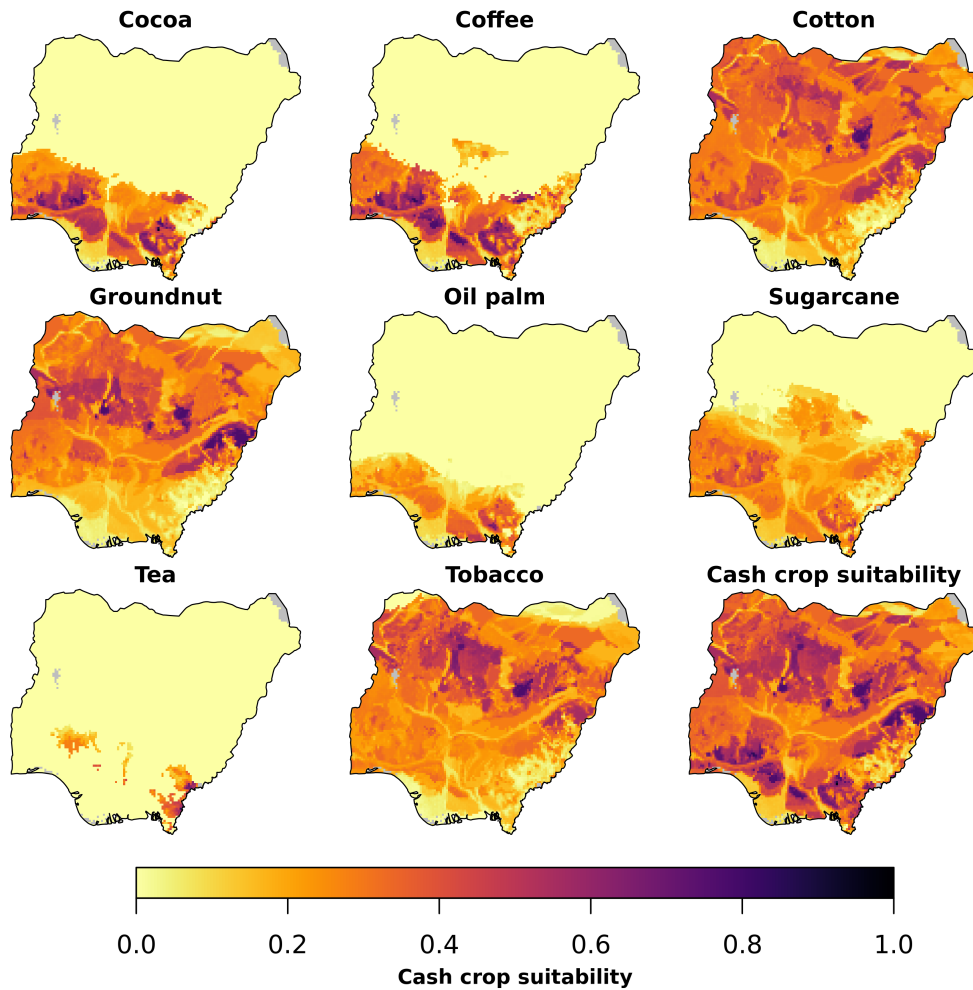 Cocoa
Coffee
Cotton
Groundnut
Oil palm
Sugarcane
Tea
Tobacco
Cash crop suitability
0.0
0.2
0.4
0.6
0.8
1.0
Cash crop suitability